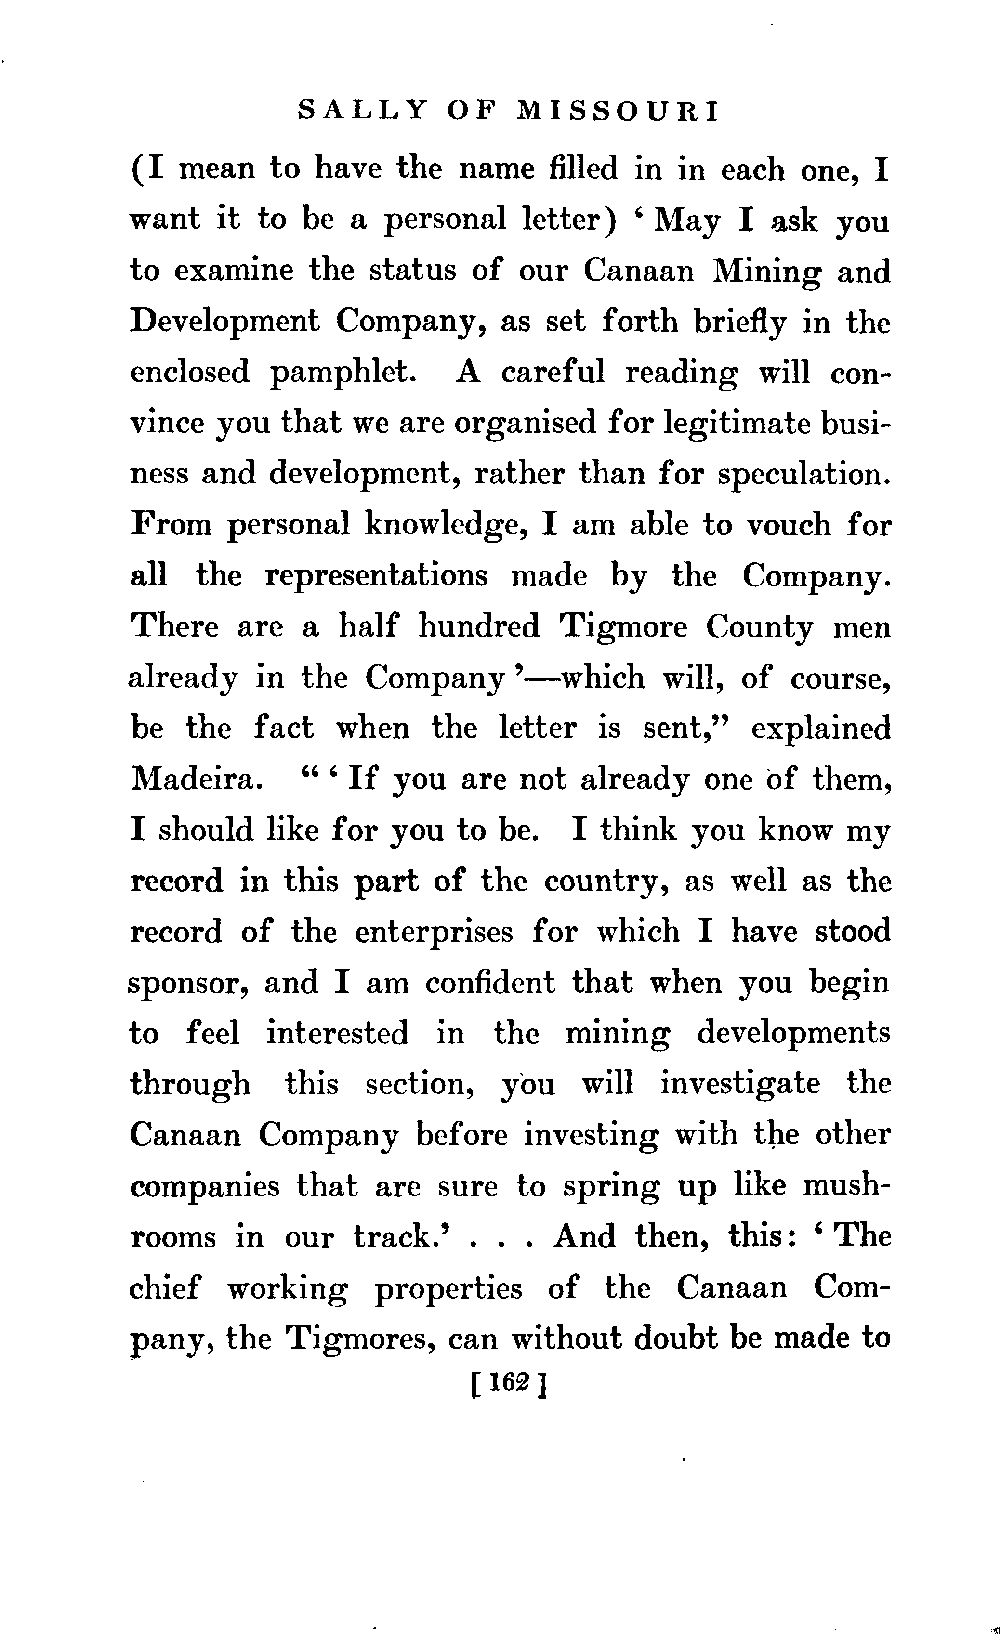 SALLY OF MISSOURI
(I mean to have the name filled in in each one, I
want it to be a personal letter) ‘ May I ask you
to examine the status of our Canaan Mining and
Development Company, as set forth briefly in the
enclosed pamphlet. A careful reading will con-
vince you that we are organised for legitimate busi-
ness and development, rather than for speculation.
From personal knowledge, I am able to vouch for
all the representations made by the Company.
There are a half hundred Tigmore County men
already in the Company ’—which will, of course,
be the fact when the letter is sent,” explained
Madeira. “ ‘ If you are not already one of them,
I should like for you to be. I think you know my
record in this part of the country, as well as the
record of the enterprises for which I have stood
sponsor, and I am confident that when you begin
to feel interested in the mining developments
through this section, you will investigate the
Canaan Company before investing with the other
companies that are sure to spring up like mush-
rooms in our track.’ . . . And then, this: ‘ The
chief working properties of the Canaan Com-
pany, the Tigmores, can without doubt be made to
[ 162 ]